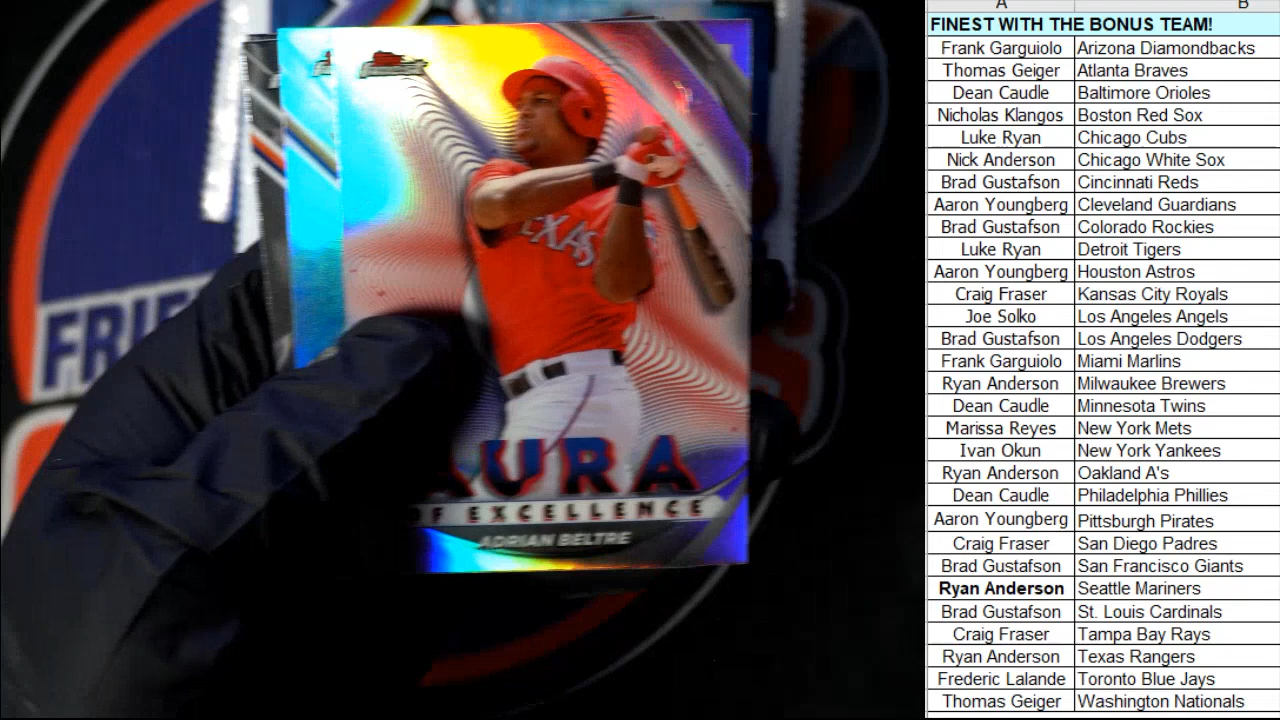 A B
FINEST WITH THE BONUS TEAM!
Frank Garguiolo Arizona Diamondbacks
Thomas Geiger Atlanta Braves
Dean Caudle Baltimore Orioles
Nicholas Klangos Boston Red Sox
Luke Ryan Chicago Cubs
Nick Anderson Chicago White Sox
Brad Gustafson Cincinnati Reds
Aaron Youngberg Cleveland Guardians
Brad Gustafson Colorado Rockies
Luke Ryan Detroit Tigers
Aaron Youngberg Houston Astros
Craig Fraser Kansas City Royals
Joe Solko Los Angeles Angels
Brad Gustafson Los Angeles Dodgers
Frank Garguiolo Miami Marlins
Ryan Anderson Milwaukee Brewers
Dean Caudle Minnesota Twins
Marissa Reyes New York Mets
Ivan Okun New York Yankees
Ryan Anderson Oakland A's
Dean Caudle Philadelphia Phillies
Aaron Youngberg Pittsburgh Pirates
Craig Fraser San Diego Padres
Brad Gustafson San Francisco Giants
Ryan Anderson Seattle Mariners
Brad Gustafson St. Louis Cardinals
Craig Fraser Tampa Bay Rays
Ryan Anderson Texas Rangers
Frederic Lalande Toronto Blue Jays
Thomas Geiger Washington Nationals
TEXAS
AURA
OF EXCELLENCE
ADRIAN BELTRE
FRIE